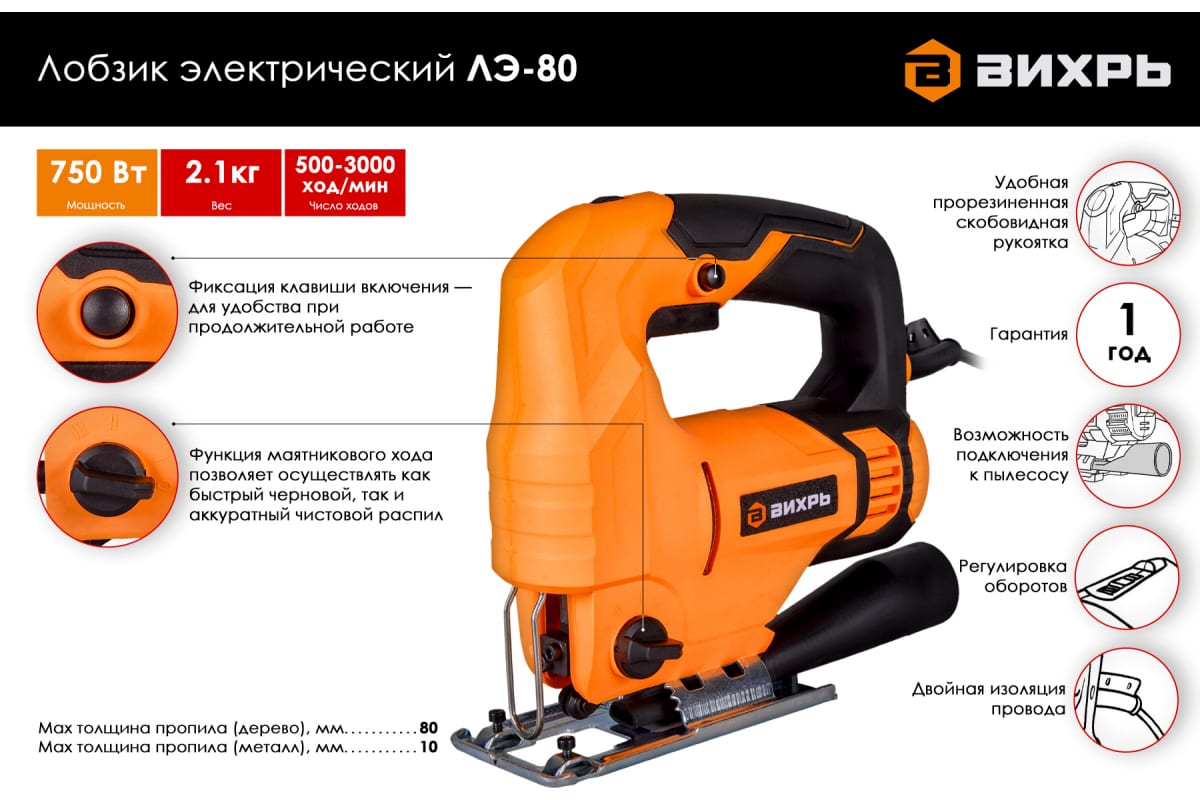 Лобзик электрический ЛЭ-80
В ВИХРЬ
750 Вт
Мощность
2.1кг
Вес
500-3000
ход/мин
Число ходов
Фиксация клавиши включения —
для удобства при
продолжительной работе
Функция маятникового хода
позволяет осуществлять как
быстрый черновой, так и
аккуратный чистовой распил
Удобная
прорезиненная
скобовидная
рукоятка
Гарантия
1
год
Возможность
подключения
к пылесосу
Регулировка
оборотов
Двойная изоляция
провода
В ВИХРЬ
Max толщина пропила (дерево), мм...........80
Max толщина пропила (металл), мм...........10